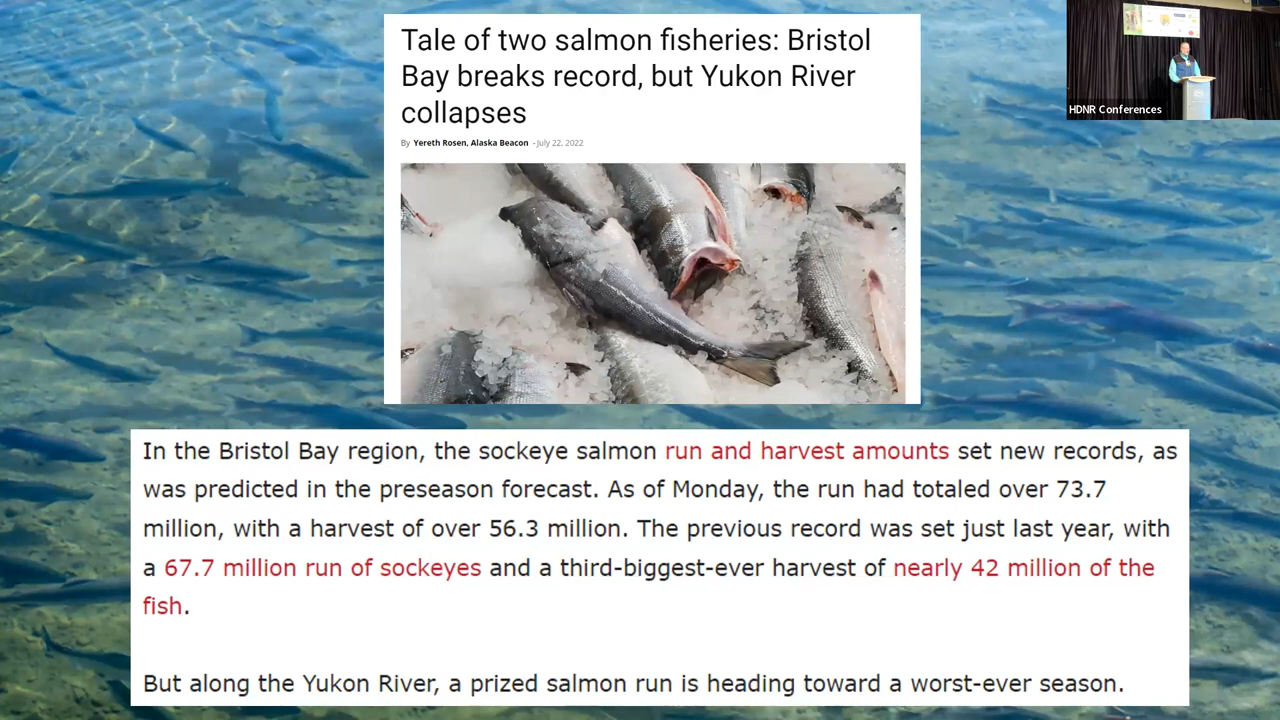 Tale of two salmon fisheries: Bristol
Bay breaks record, but Yukon River
collapses
By Yereth Rosen, Alaska Beacon - July 22, 2022
HDNR Conferences
In the Bristol Bay region, the sockeye salmon run and harvest amounts set new records, as
was predicted in the preseason forecast. As of Monday, the run had totaled over 73.7
million, with a harvest of over 56.3 million. The previous record was set just last year, with
a 67.7 million run of sockeyes and a third-biggest-ever harvest of nearly 42 million of the
fish.
But along the Yukon River, a prized salmon run is heading toward a worst-ever season.